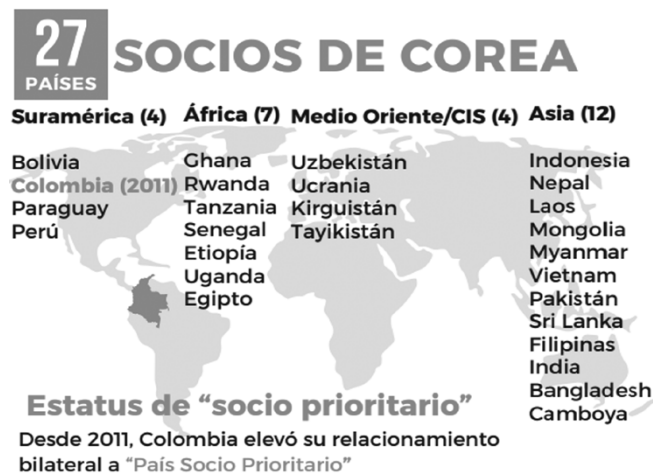 27
PAÍSES
SOCIOS DE COREA
Suramérica (4)
Bolivia
Colombia (2011)
Paraguay
Perú
África (7)
Ghana
Rwanda
Tanzania
Senegal
Etiopía
Uganda
Egipto
Medio Oriente/CIS (4)
Uzbekistán
Ucrania
Kirguistán
Tayikistán
Asia (12)
Indonesia
Nepal
Laos
Mongolia
Myanmar
Vietnam
Pakistán
Sri Lanka
Filipinas
India
Bangladesh
Camboya
Estatus de “socio prioritario”
Desde 2011, Colombia elevó su relacionamiento
bilateral a “País Socio Prioritario”